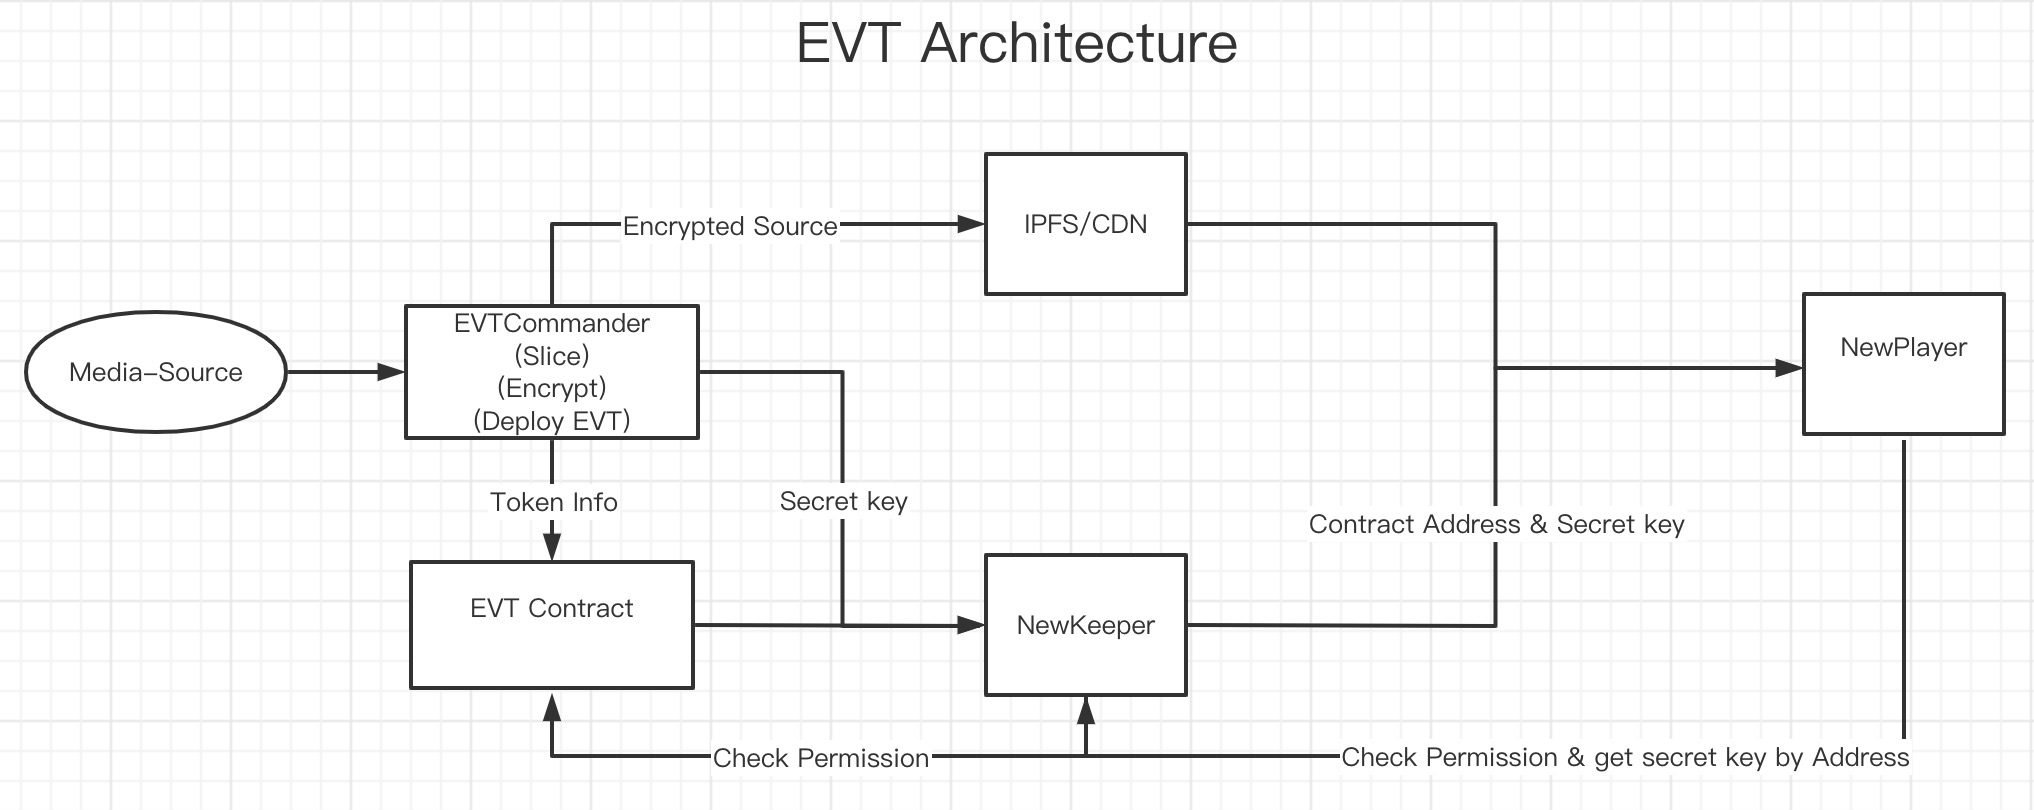 EVT Architecture
Encrypted Source
IPFS/CDN
Media-Source
EVTCommander
(Slice)
(Encrypt)
(Deploy EVT)
NewPlayer
Token Info
Secret key
Contract Address & Secret key
EVT Contract
NewKeeper
Check Permission
Check Permission & get secret key by Address